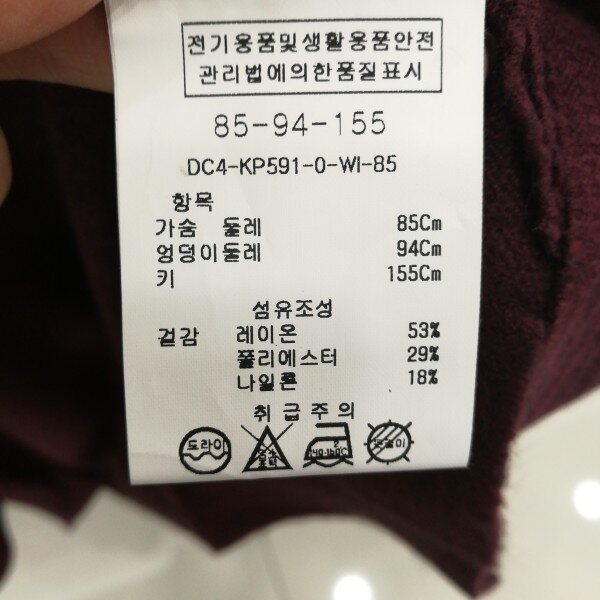 전기용품및생활용품안전
관리법에의한품질표시
85-94-155
DC4-KP591-0-WI-85
항목
가슴 둘레 85Cm
엉덩이둘레 94Cm
키 155Cm
섬유조성
겉감 레이온 53%
폴리에스터 29%
나일론 18%
취급주의
드라이